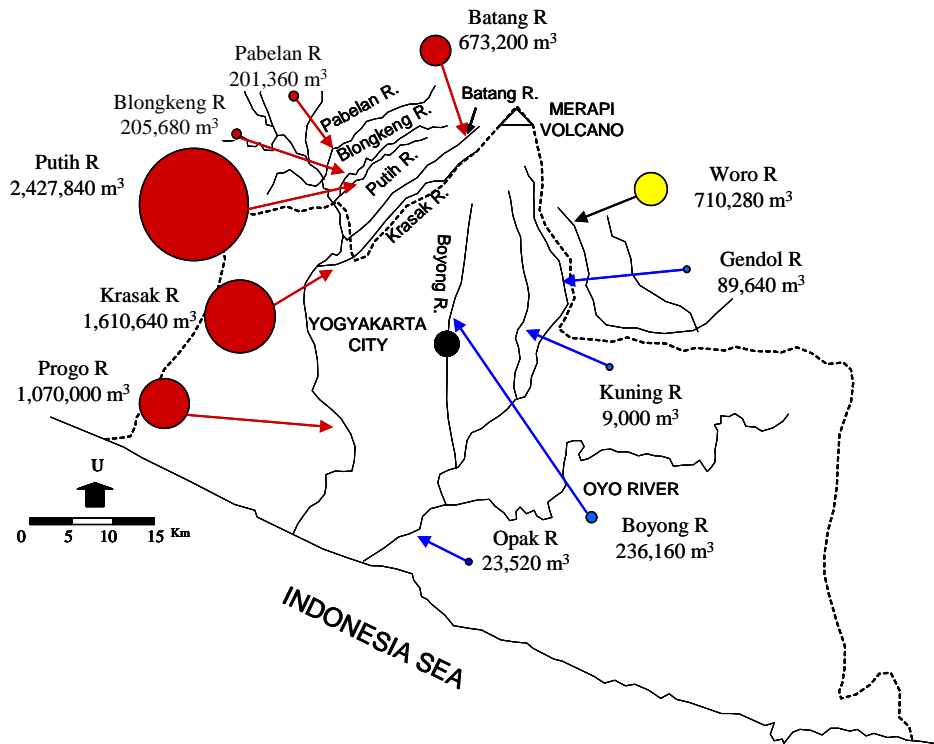 Batang R
673,200 m³
Pabelan R
201,360 m³
Blongkeng R
205,680 m³
Putih R
2,427,840 m³
Pabelan R.
Blongkeng R.
Putih R.
Batang R.
MERAPI
VOLCANO
Krasak R.
Woro R
710,280 m³
Gendol R
89,640 m³
Boyong R.
Krasak R
1,610,640 m³
YOGYAKARTA
CITY
Progo R
1,070,000 m³
Kuning R
9,000 m³
U
0 5 10 15 Km
OYO RIVER
Opak R
23,520 m³
Boyong R
236,160 m³
INDONESIA SEA